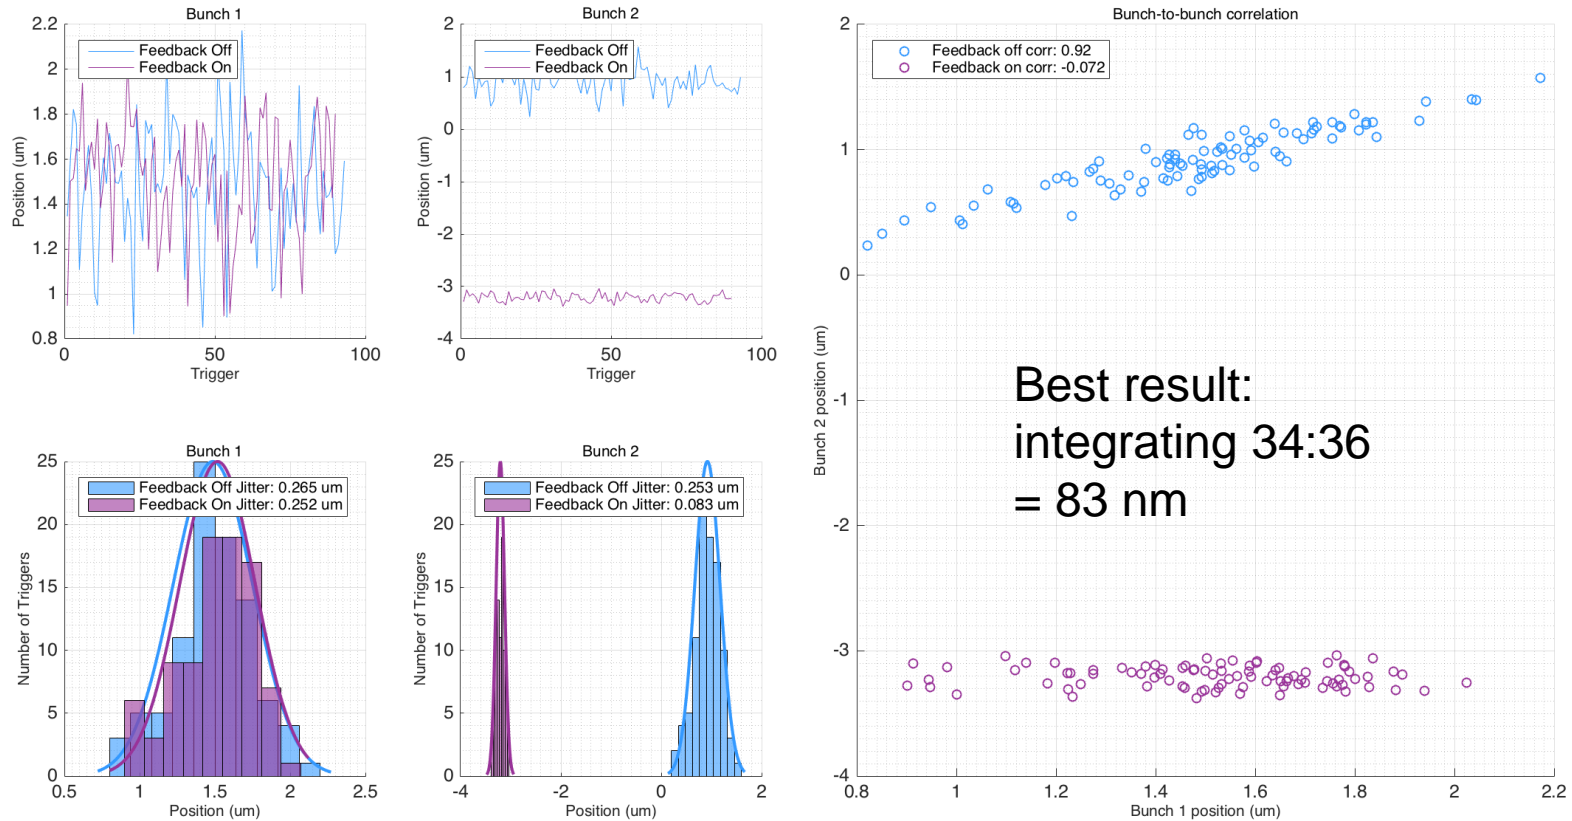 Bunch 1
2.2
2
1.8
1.6
1.4
1.2
1
0.8
Position (um)
Feedback Off
Feedback On
0
50
100
Trigger
Bunch 2
2
1
0
-1
-2
-3
-4
Position (um)
Feedback Off
Feedback On
0
50
100
Trigger
Bunch 1
25
20
15
10
5
0
Number of Triggers
Feedback Off Jitter: 0.265 um
Feedback On Jitter: 0.252 um
0.5
1
1.5
2
2.5
Position (um)
Bunch 2
25
20
15
10
5
0
Number of Triggers
Feedback Off Jitter: 0.253 um
Feedback On Jitter: 0.083 um
-4
-2
0
2
Position (um)
Bunch-to-bunch correlation
2
1
0
-1
-2
-3
-4
Bunch 2 position (um)
Feedback off corr: 0.92
Feedback on corr: -0.072
Best result:
integrating 34:36
= 83 nm
0.8
1
1.2
1.4
1.6
1.8
2
2.2
Bunch 1 position (um)